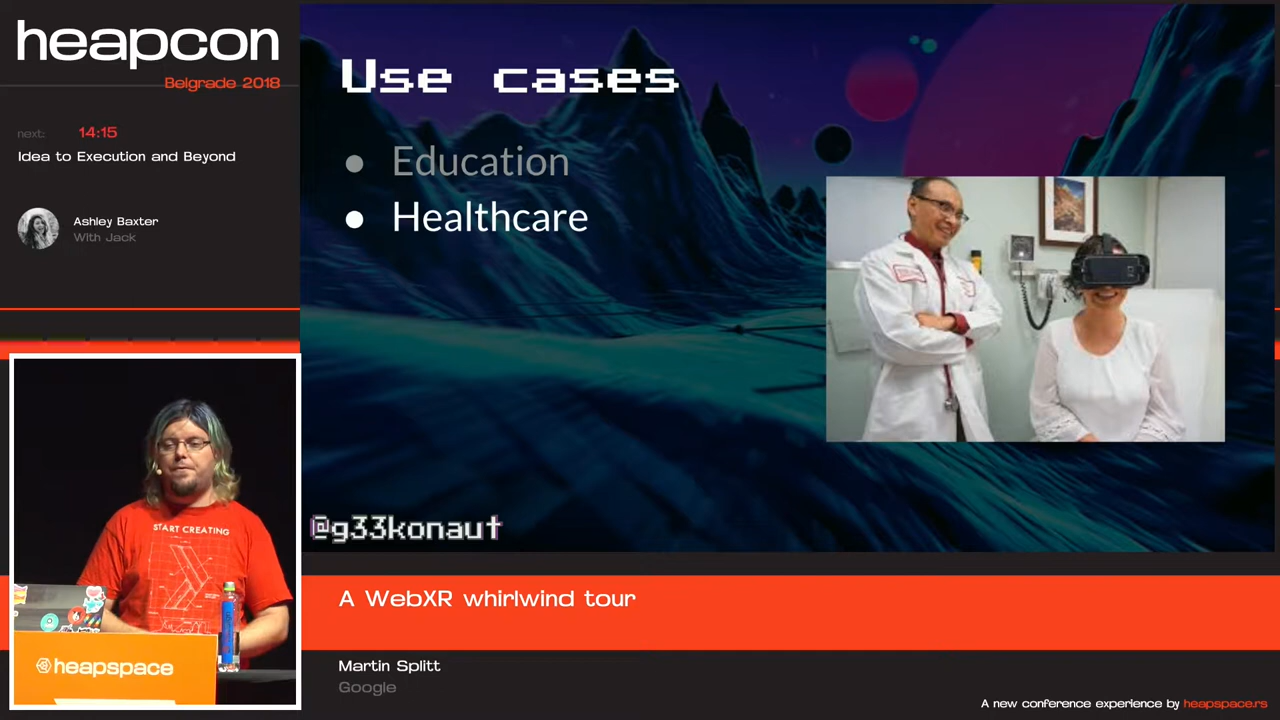 heapcon
Belgrade 2018
next: 14:15
Idea to Execution and Beyond
Ashley Baxter
With Jack
Use cases
• Education
• Healthcare
@g33konaut
START CREATING
heapspace
A WebXR whirlwind tour
Martin Splitt
Google
A new conference experience by heapspace.rs